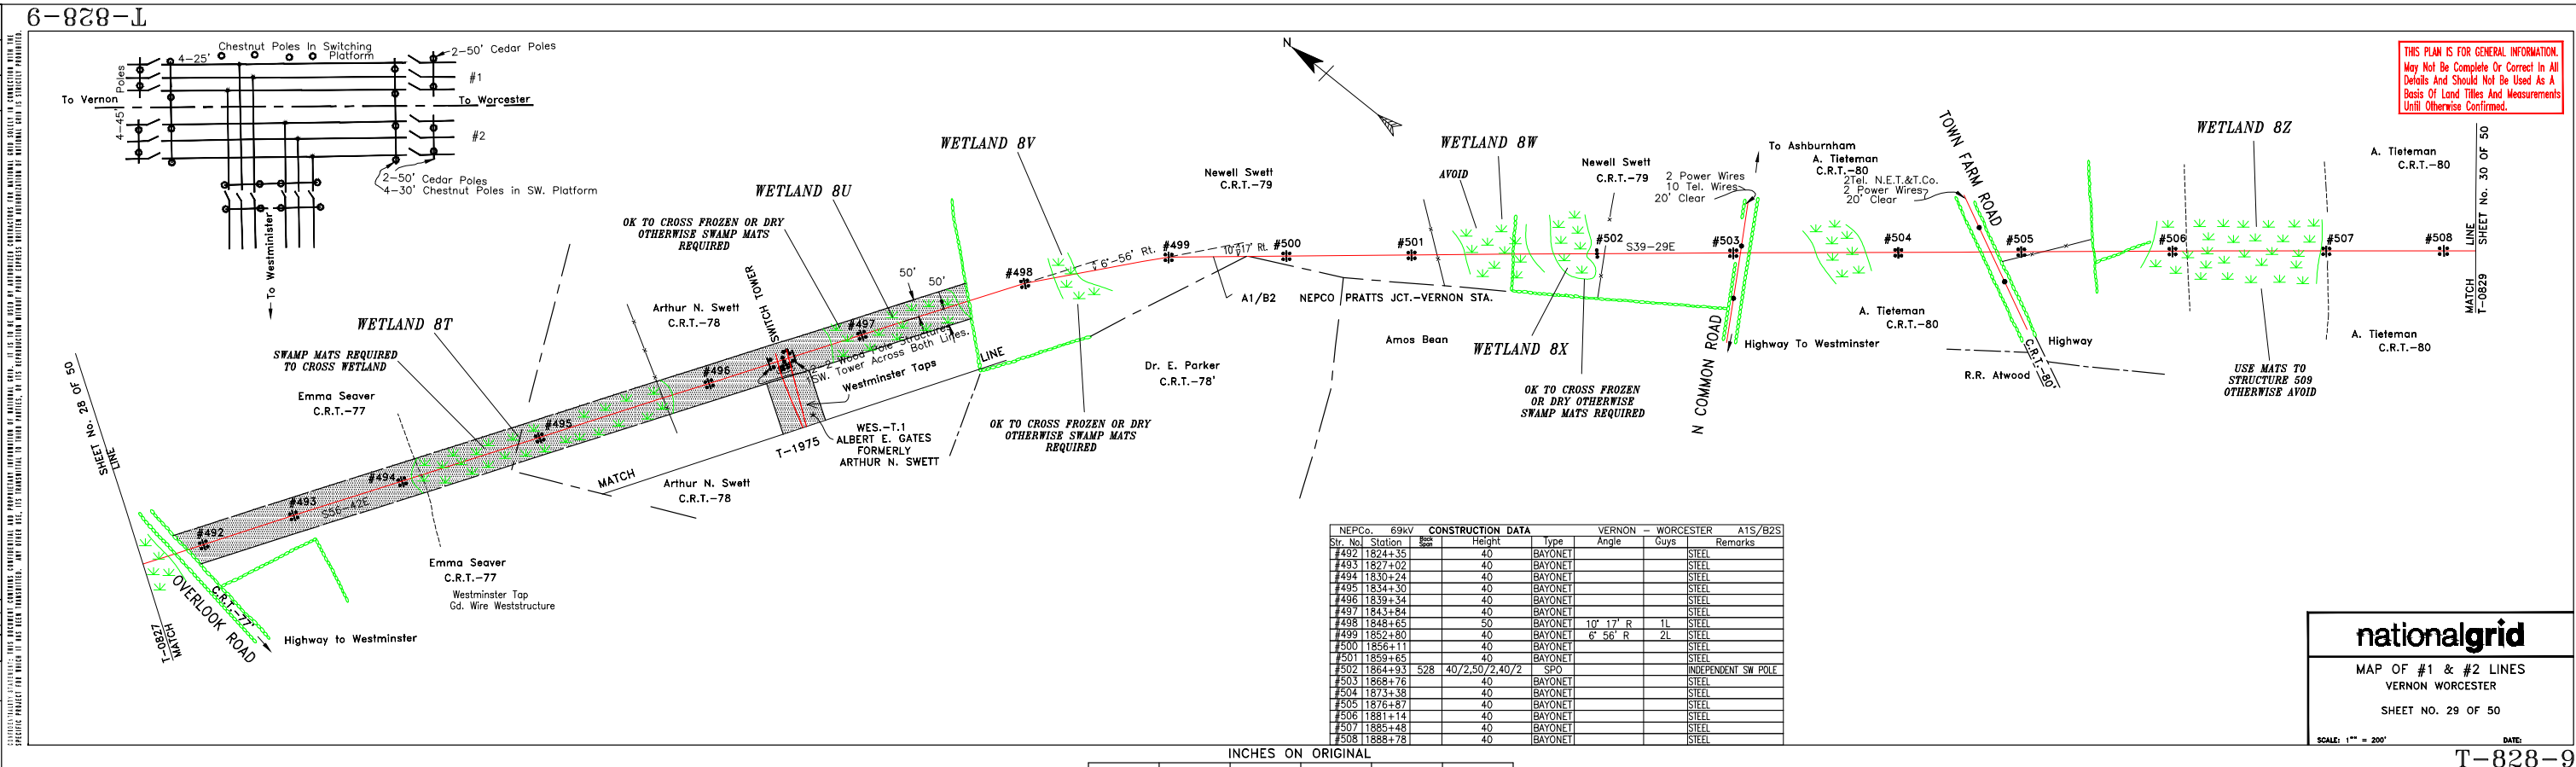 T-828-9
THIS PLAN IS FOR GENERAL INFORMATION.
May Not Be Complete Or Correct In All
Details And Should Not Be Used As A
Basis Of Land Titles And Measurements
Until Otherwise Confirmed.
Chestnut Poles In Switching
Platform
4-25'
2-50' Cedar Poles
#1
To Vernon
To Worcester
4-45' Poles
#2
2-50' Cedar Poles
4-30' Chestnut Poles in SW. Platform
To Westminister
N
SHEET No. 28 OF 50
LINE
T-0827
MATCH
OVERLOOK ROAD
C.R.T.-77'
Highway to Westminster
#492
#493
S56-42E
#494
#495
#496
#497
#498
#499
#500
#501
#502
#503
#504
#505
#506
#507
#508
WETLAND 8T
SWAMP MATS REQUIRED
TO CROSS WETLAND
Emma Seaver
C.R.T.-77
Emma Seaver
C.R.T.-77
Westminster Tap
Gd. Wire Weststructure
WETLAND 8U
OK TO CROSS FROZEN OR DRY
OTHERWISE SWAMP MATS
REQUIRED
Arthur N. Swett
C.R.T.-78
SWITCH TOWER
50'
50'
2-2 Wood Pole Structures
1SW. Tower Across Both Lines.
Westminster Taps
T-1975
WES.-T.1
ALBERT E. GATES
FORMERLY
ARTHUR N. SWETT
MATCH
LINE
Arthur N. Swett
C.R.T.-78
WETLAND 8V
6°-56' Rt.
10°17' Rt.
OK TO CROSS FROZEN OR DRY
OTHERWISE SWAMP MATS
REQUIRED
Newell Swett
C.R.T.-79
A1/B2
NEPCO PRATTS JCT.-VERNON STA.
Dr. E. Parker
C.R.T.-78'
Amos Bean
WETLAND 8W
AVOID
WETLAND 8X
OK TO CROSS FROZEN
OR DRY OTHERWISE
SWAMP MATS REQUIRED
Newell Swett
C.R.T.-79
S39-29E
2 Power Wires
10 Tel. Wires
20' Clear
To Ashburnham
N COMMON ROAD
Highway To Westminster
A. Tieteman
C.R.T.-80
2Tel. N.E.T.&T.Co.
2 Power Wires
20' Clear
TOWN FARM ROAD
A. Tieteman
C.R.T.-80
Highway
C.R.T.-80'
R.R. Atwood
WETLAND 8Z
USE MATS TO
STRUCTURE 509
OTHERWISE AVOID
A. Tieteman
C.R.T.-80
A. Tieteman
C.R.T.-80
MATCH LINE
T-0829 SHEET No. 30 OF 50
NEPCo. 69kV CONSTRUCTION DATA VERNON - WORCESTER A1S/B2S
Str. No. Station Back Span Height Type Angle Guys Remarks
#492 1824+35 40 BAYONET STEEL
#493 1827+02 40 BAYONET STEEL
#494 1830+24 40 BAYONET STEEL
#495 1834+30 40 BAYONET STEEL
#496 1839+34 40 BAYONET STEEL
#497 1843+84 40 BAYONET STEEL
#498 1848+65 50 BAYONET 10° 17' R 1L STEEL
#499 1852+80 40 BAYONET 6° 56' R 2L STEEL
#500 1856+11 40 BAYONET STEEL
#501 1859+65 40 BAYONET STEEL
#502 1864+93 528 40/2,50/2,40/2 SPO INDEPENDENT SW POLE
#503 1868+76 40 BAYONET STEEL
#504 1873+38 40 BAYONET STEEL
#505 1876+87 40 BAYONET STEEL
#506 1881+14 40 BAYONET STEEL
#507 1885+48 40 BAYONET STEEL
#508 1888+78 40 BAYONET STEEL
nationalgrid
MAP OF #1 & #2 LINES
VERNON WORCESTER
SHEET NO. 29 OF 50
SCALE: 1"" = 200' DATE:
INCHES ON ORIGINAL
T-828-9